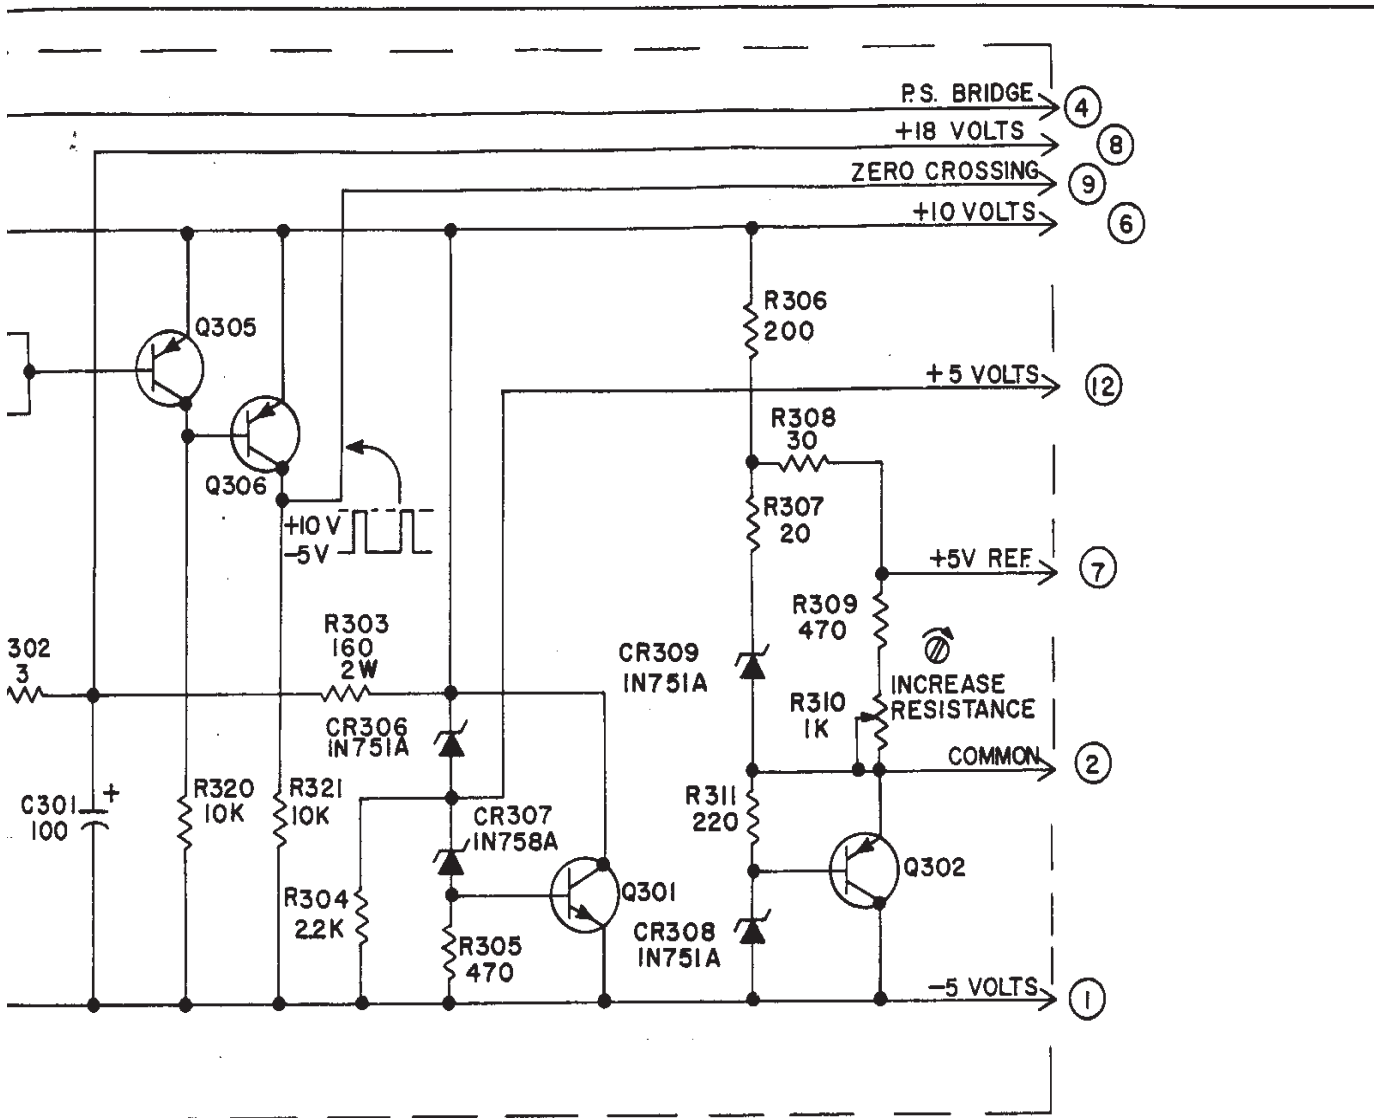 P.S. BRIDGE
4
+18 VOLTS
8
ZERO CROSSING
9
+10 VOLTS
6
Q305
R306
200
+5 VOLTS
12
R308
30
Q306
+10 V
-5V
R307
20
+5V REF.
7
R309
470
302
3
R303
160
2W
CR309
IN751A
INCREASE
RESISTANCE
R310
1K
CR306
IN751A
COMMON
2
C301
+
100
R320
10K
R321
10K
CR307
IN758A
R311
220
Q302
R304
2.2K
Q301
R305
470
CR308
IN751A
-5 VOLTS
1